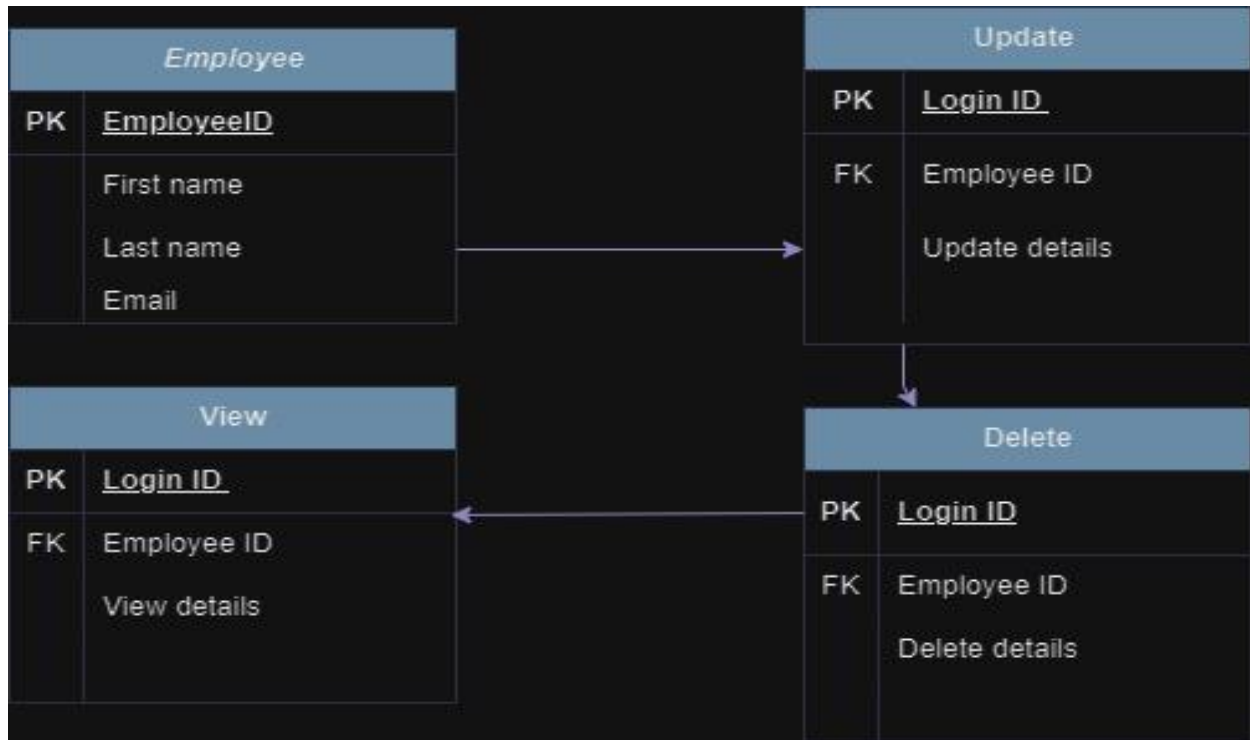 Employee
PK EmployeeID
First name
Last name
Email
Update
PK Login ID
FK Employee ID
Update details
View
PK Login ID
FK Employee ID
View details
Delete
PK Login ID
FK Employee ID
Delete details